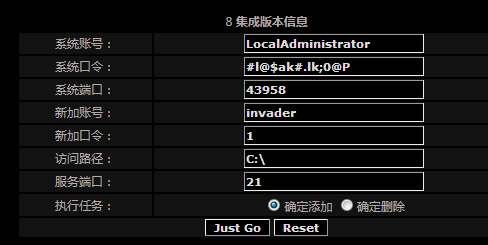 8 集成版本信息
系统账号： LocalAdministrator
系统口令： #l@$ak#.lk;0@P
系统端口： 43958
新加账号： invader
新加口令： 1
访问路径： C:\
服务端口： 21
执行任务： 确定添加 确定删除
Just Go Reset